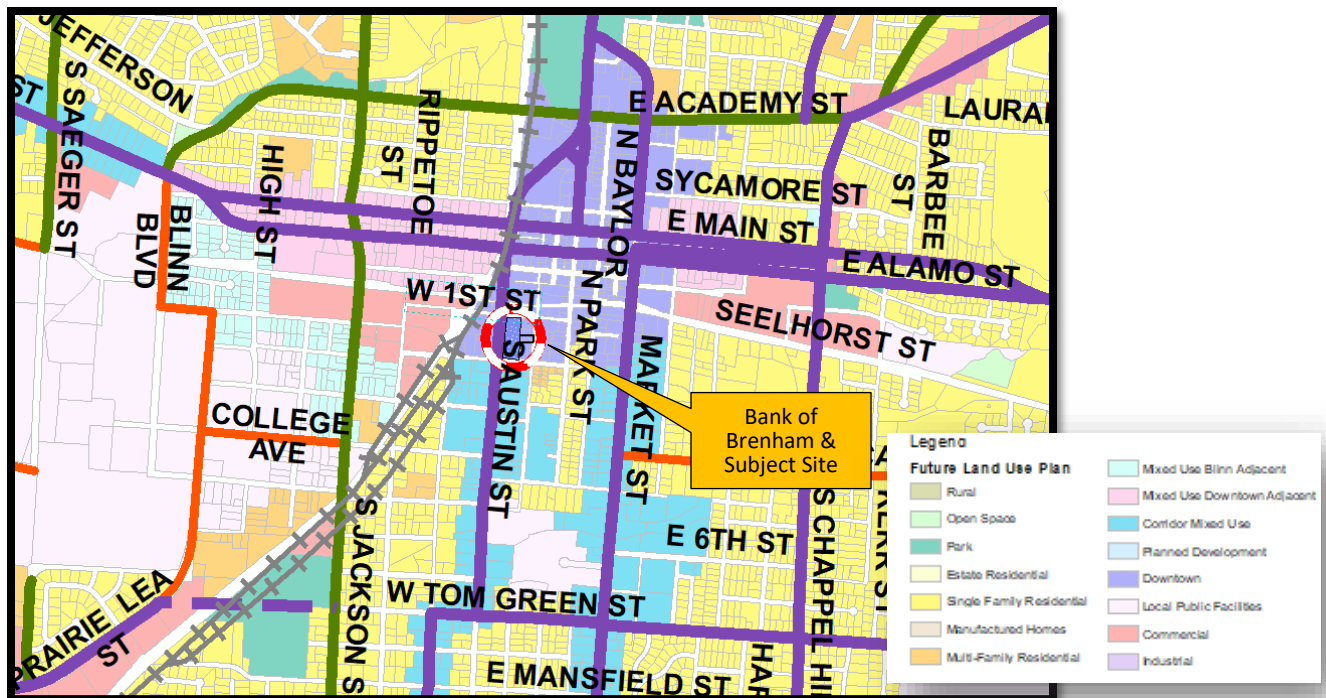 JEFFERSON
ST
S SAEGER ST
BLINN
BLVD
HIGH ST
RIPPETOE
ST
E ACADEMY ST
LAURA
BARBEE
ST
N BAYLOR
SYCAMORE ST
E MAIN ST
E ALAMO ST
W 1ST ST
N PARK ST
SEELHORST ST
S AUSTIN ST
MARKET ST
COLLEGE
AVE
Bank of
Brenham &
Subject Site
S JACKSON S
E 6TH ST
S CHAPPEL HI
W TOM GREEN ST
PRAIRIE LEA
ST
E MANSFIELD ST
HAR
Legend
Future Land Use Plan
Rural
Open Space
Park
Estate Residential
Single Family Residential
Manufactured Homes
Multi-Family Residential
Mixed Use Blinn Adjacent
Mixed Use Downtown Adjacent
Corridor Mixed Use
Planned Development
Downtown
Local Public Facilities
Commercial
Industrial